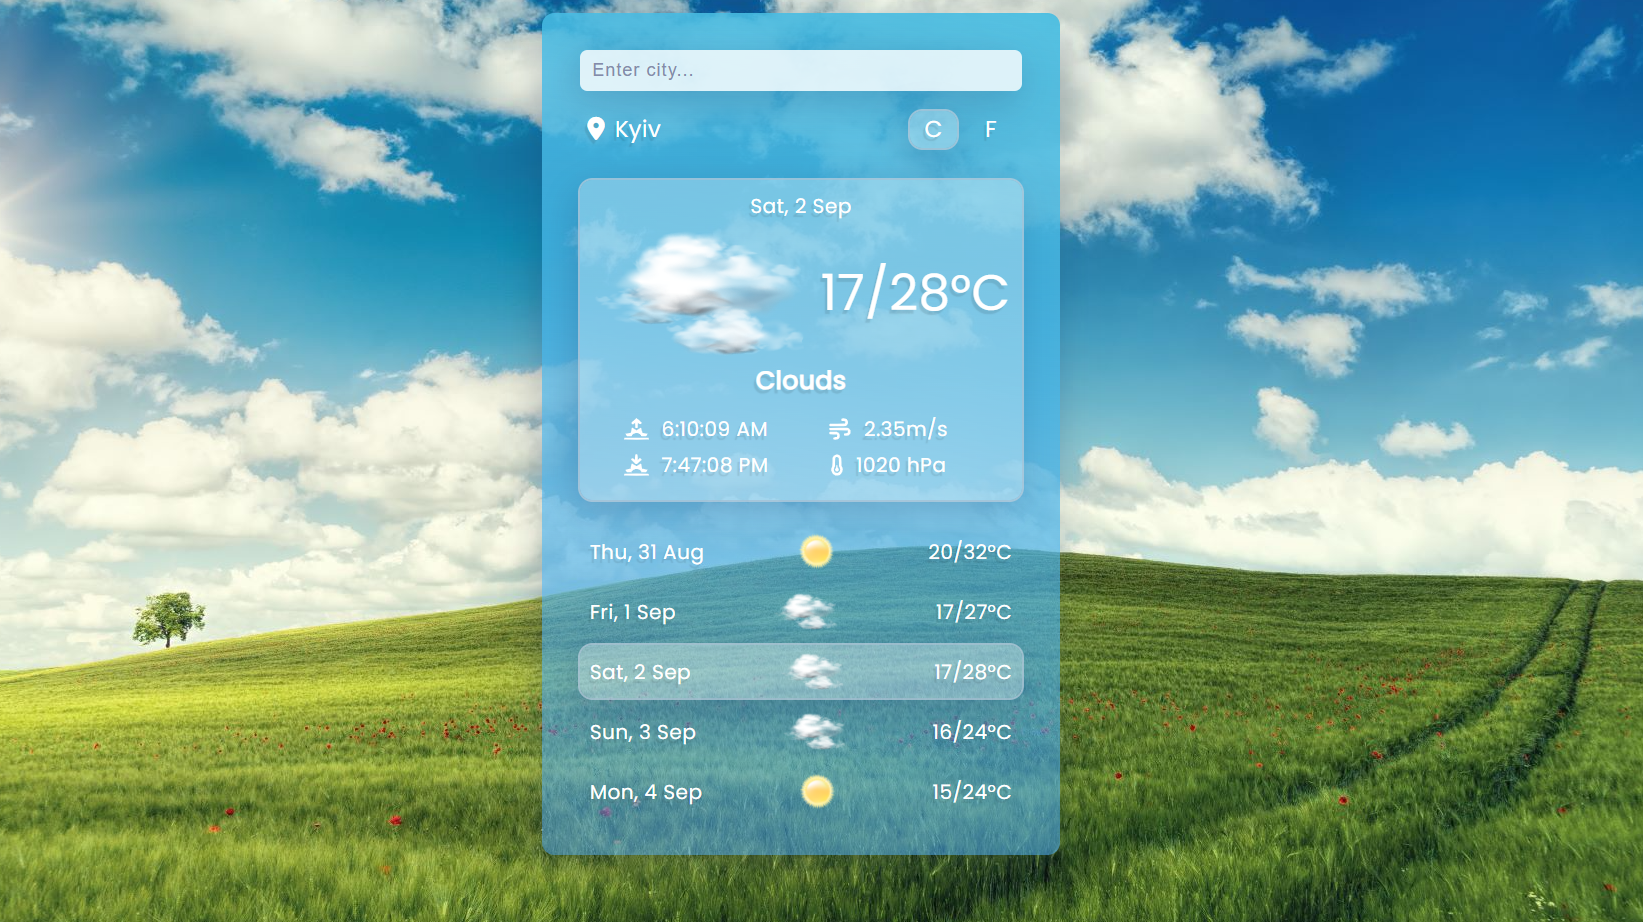 Enter city...
Kyiv C F
Sat, 2 Sep
17/28°C
Clouds
6:10:09 AM 2.35m/s
7:47:08 PM 1020 hPa
Thu, 31 Aug 20/32°C
Fri, 1 Sep 17/27°C
Sat, 2 Sep 17/28°C
Sun, 3 Sep 16/24°C
Mon, 4 Sep 15/24°C